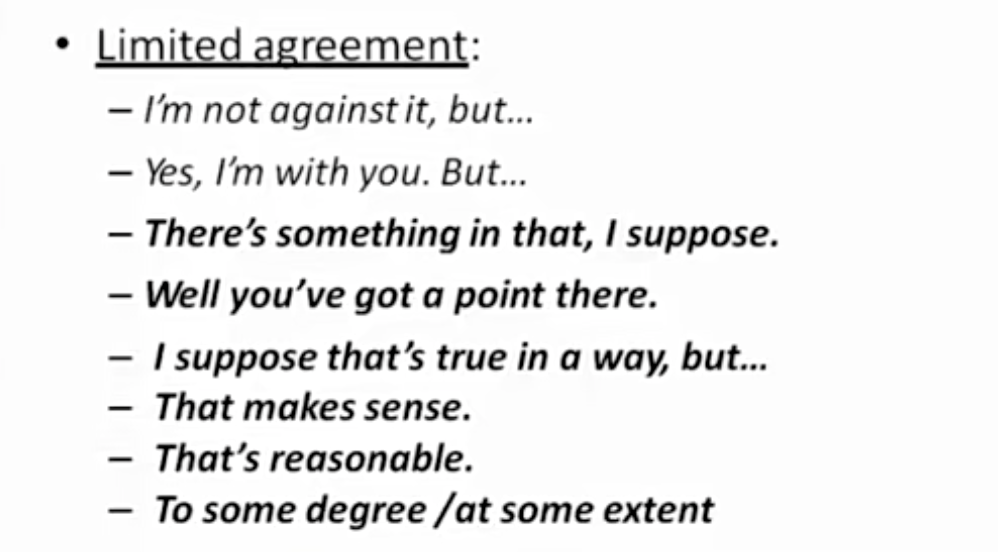 • Limited agreement:
– I’m not against it, but...
– Yes, I’m with you. But...
– There’s something in that, I suppose.
– Well you’ve got a point there.
– I suppose that’s true in a way, but...
– That makes sense.
– That’s reasonable.
– To some degree /at some extent